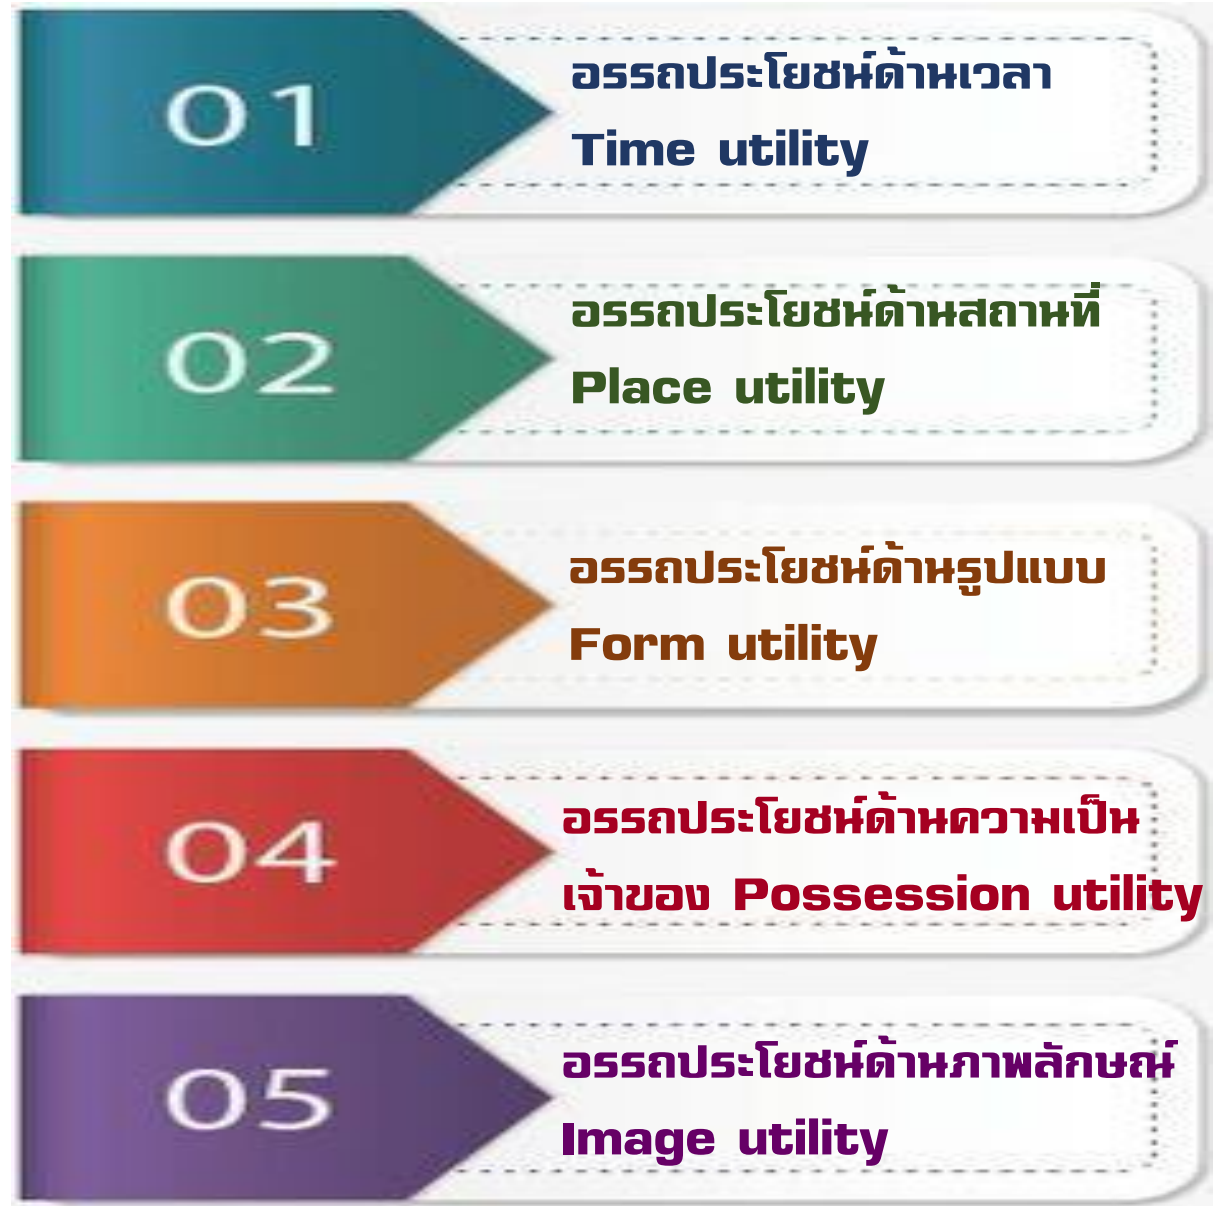 01
อรรถประโยชน์ด้านเวลา
Time utility
02
อรรถประโยชน์ด้านสถานที่
Place utility
03
อรรถประโยชน์ด้านรูปแบบ
Form utility
04
อรรถประโยชน์ด้านความเป็น
เจ้าของ Possession utility
05
อรรถประโยชน์ด้านภาพลักษณ์
Image utility